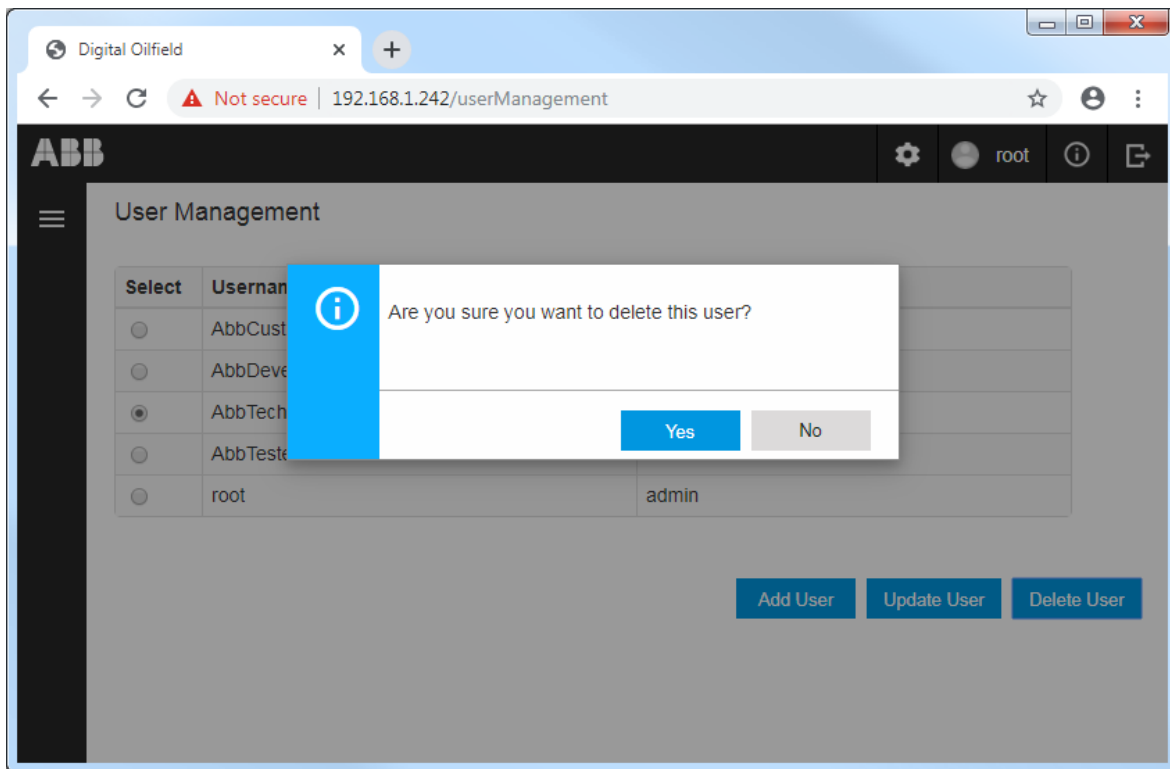 Digital Oilfield
Not secure | 192.168.1.242/userManagement
ABB
root
User Management
Select Usernam
AbbCust
AbbDeve
AbbTech
AbbTeste
root admin
Are you sure you want to delete this user?
Yes No
Add User Update User Delete User